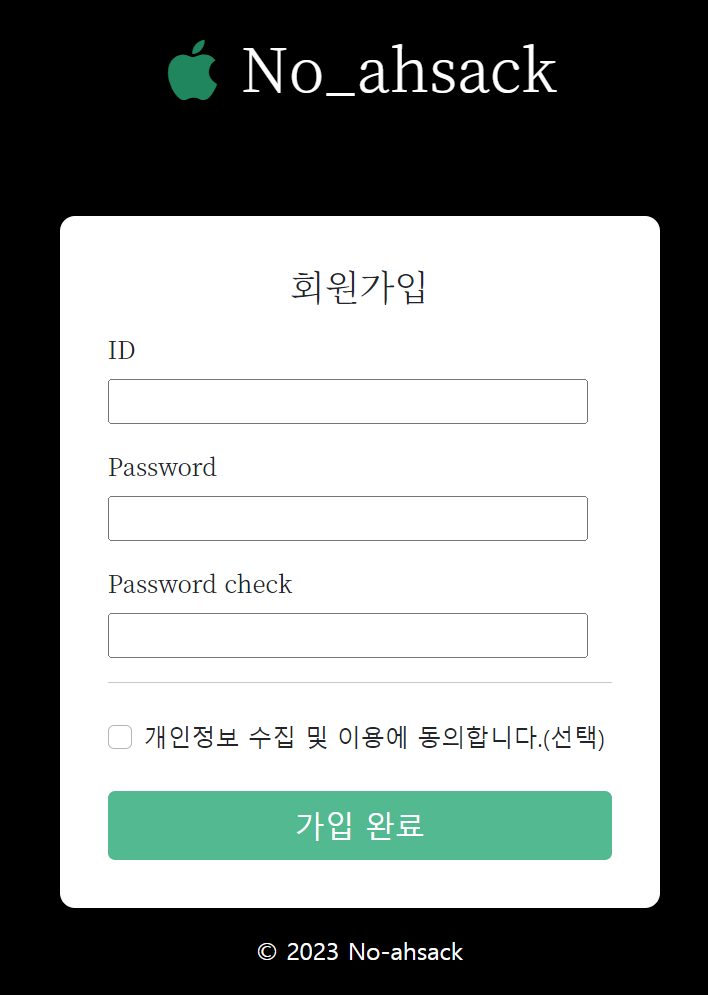 No_ahsack
회원가입
ID
Password
Password check
개인정보 수집 및 이용에 동의합니다.(선택)
가입 완료
© 2023 No-ahsack